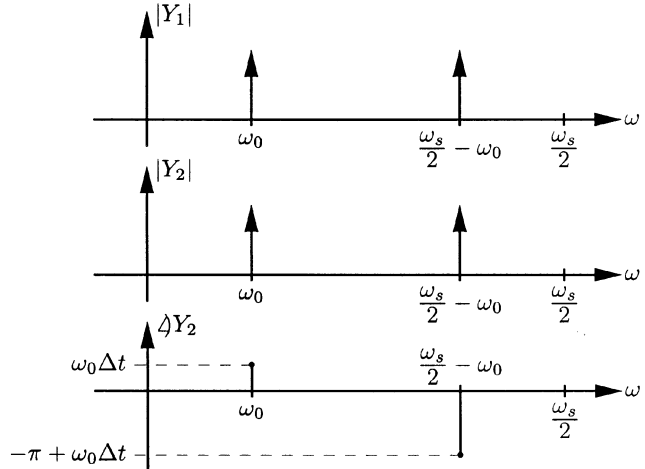 |Y₁|
ω
ω₀
ωₛ/2 − ω₀
ωₛ/2
|Y₂|
ω
ω₀
ωₛ/2 − ω₀
ωₛ/2
∠Y₂
ω₀Δt
ωₛ/2 − ω₀
ω
ω₀
ωₛ/2
−π + ω₀Δt